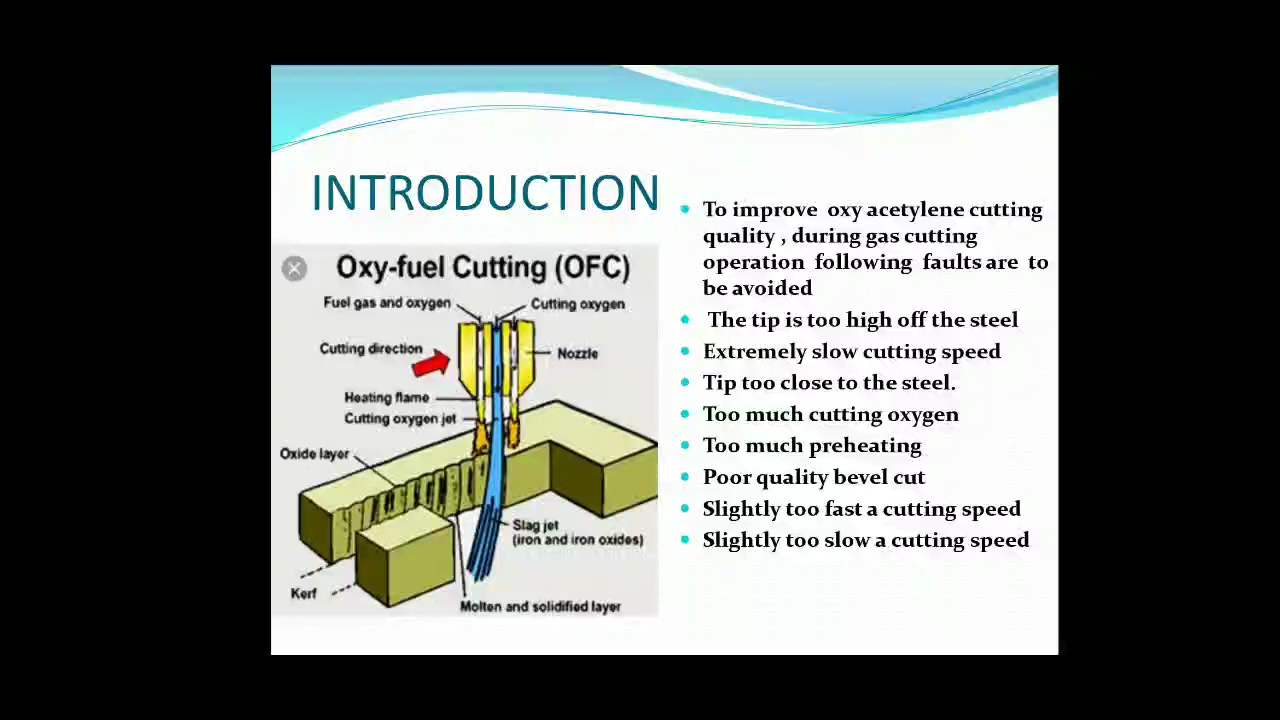 INTRODUCTION
Oxy-fuel Cutting (OFC)
Fuel gas and oxygen
Cutting oxygen
Cutting direction
Nozzle
Heating flame
Cutting oxygen jet
Oxide layer
Slag jet
(iron and iron oxides)
Kerf
Molten and solidified layer
To improve oxy acetylene cutting
quality , during gas cutting
operation following faults are to
be avoided
The tip is too high off the steel
Extremely slow cutting speed
Tip too close to the steel.
Too much cutting oxygen
Too much preheating
Poor quality bevel cut
Slightly too fast a cutting speed
Slightly too slow a cutting speed